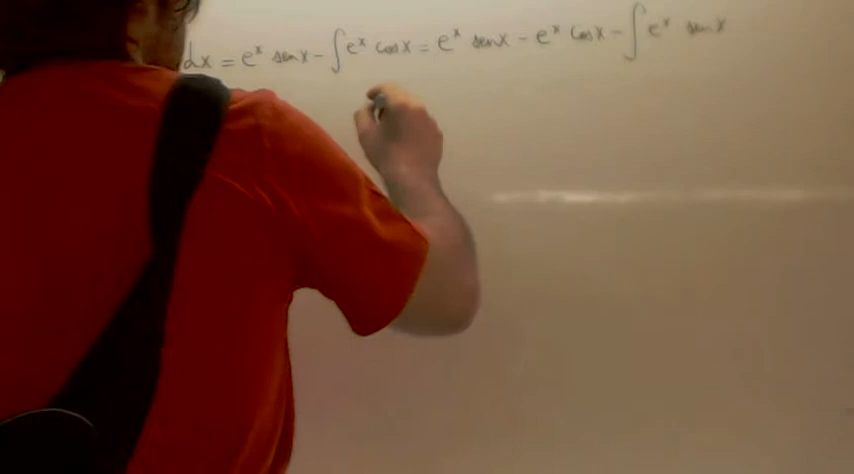 dx = e^x sen x - ∫ e^x cos x = e^x sen x - e^x cos x - ∫ e^x sen x